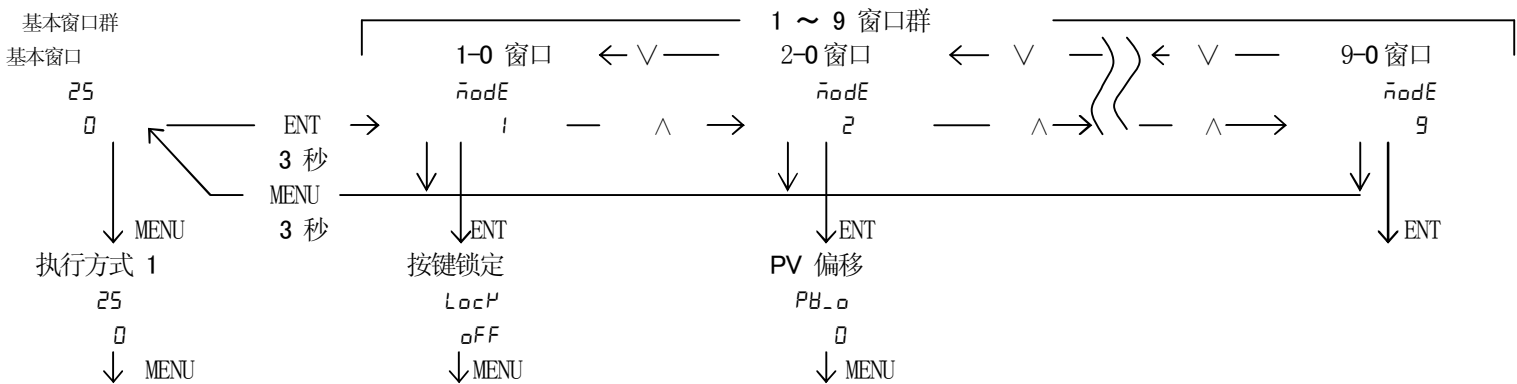 基本窗口群 1 ～ 9 窗口群
基本窗口 1-0 窗口 ←∨— 2-0窗口 ← ∨ — ← ∨ — 9-0窗口
25 modE modE modE
0 — ENT → 1 — ∧ → 2 — ∧ → — ∧ → 9
3 秒
MENU
3 秒
MENU ENT ENT ENT
执行方式 1 按键锁定 PV 偏移
25 LocK PV_o
0 oFF 0
MENU MENU MENU